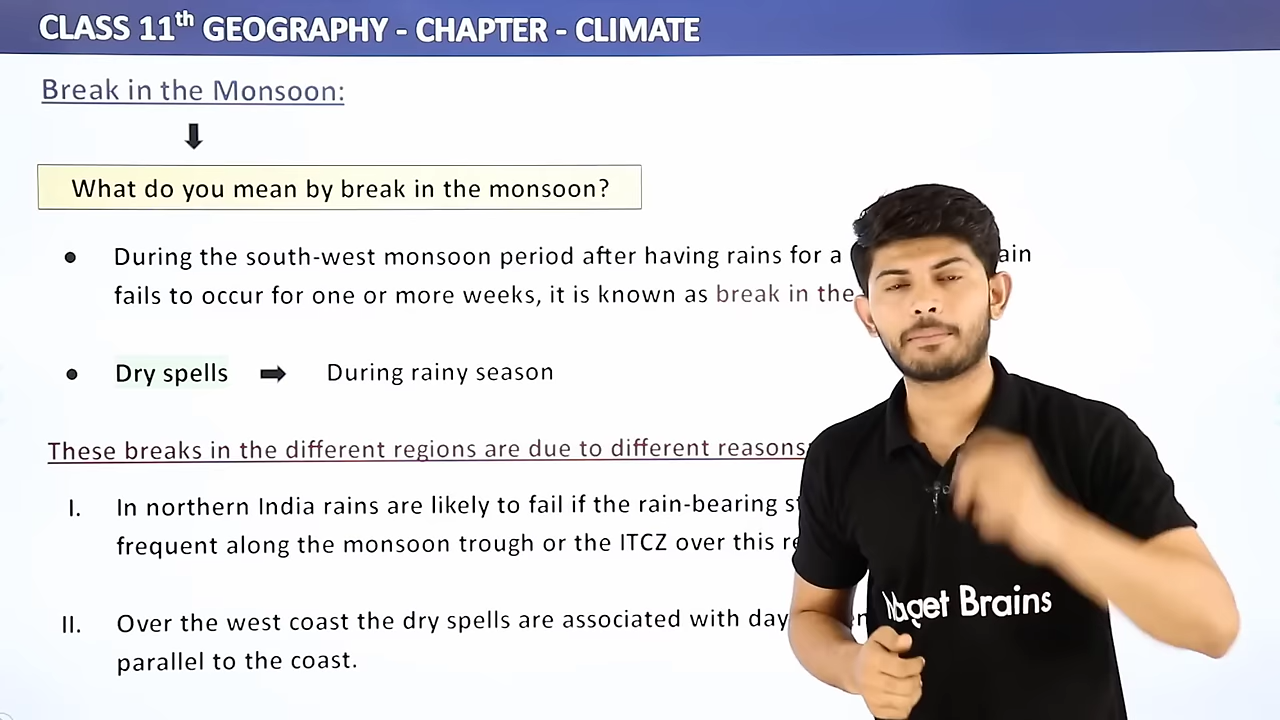 CLASS 11th GEOGRAPHY - CHAPTER - CLIMATE
Break in the Monsoon:
What do you mean by break in the monsoon?
● During the south-west monsoon period after having rains for a
fails to occur for one or more weeks, it is known as break in the
● Dry spells ➡ During rainy season
These breaks in the different regions are due to different reasons:
I. In northern India rains are likely to fail if the rain-bearing
frequent along the monsoon trough or the ITCZ over this
II. Over the west coast the dry spells are associated with
parallel to the coast.
Brains